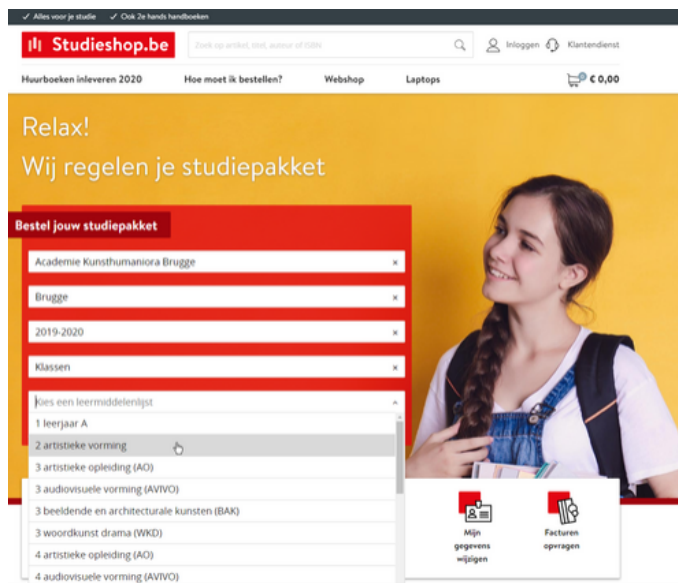 ✓ Alles voor je studie ✓ Ook 2e hands handboeken
Studieshop.be
Zoek op artikel, titel, auteur of ISBN
Inloggen
Klantendienst
Huurboeken inleveren 2020
Hoe moet ik bestellen?
Webshop
Laptops
0
€ 0,00
Relax!
Wij regelen je studiepakket
Bestel jouw studiepakket
Academie Kunsthumaniora Brugge ×
Brugge ×
2019-2020 ×
Klassen ×
Kies een leermiddelenlijst
1 leerjaar A
2 artistieke vorming
3 artistieke opleiding (AO)
3 audiovisuele vorming (AVIVO)
3 beeldende en architecturale kunsten (BAK)
3 woordkunst drama (WKD)
4 artistieke opleiding (AO)
4 audiovisuele vorming (AVIVO)
Mijn
gegevens
wijzigen
Facturen
opvragen